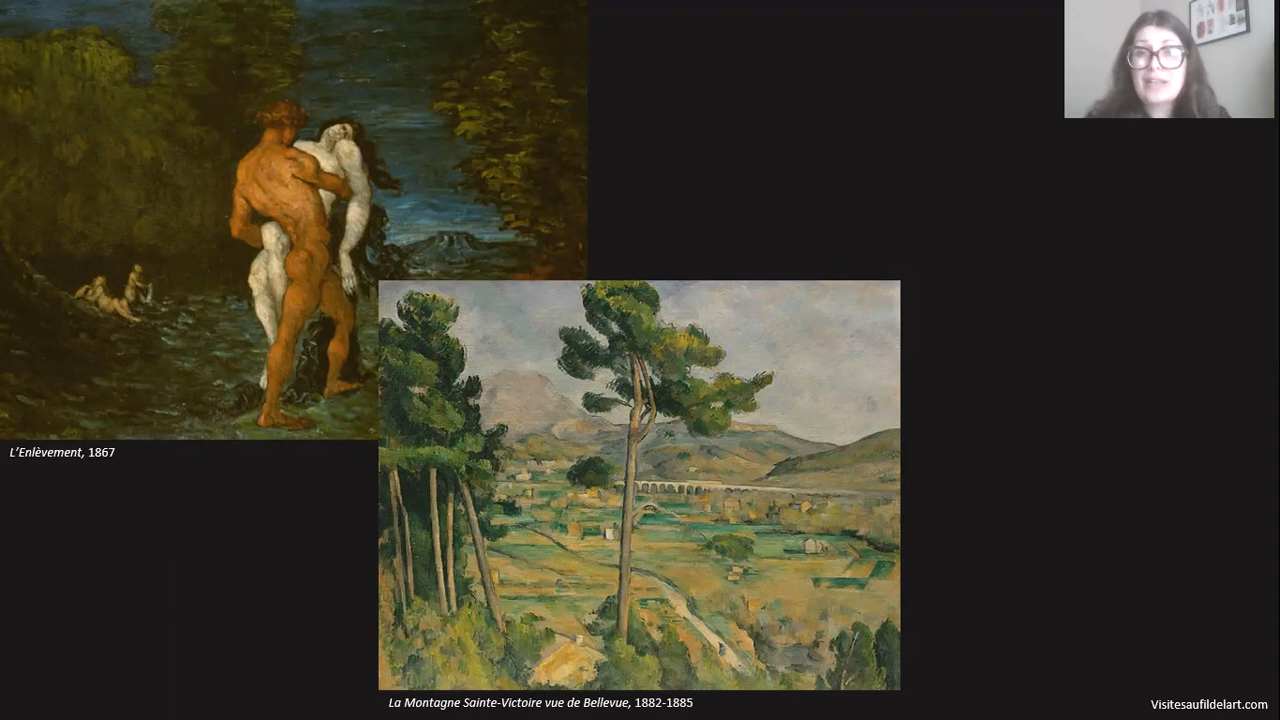 L’Enlèvement, 1867
La Montagne Sainte-Victoire vue de Bellevue, 1882-1885
Visitesaufildelart.com